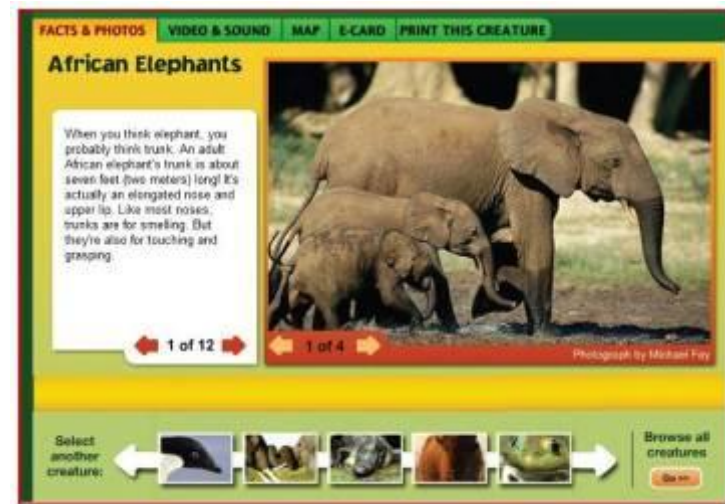 FACTS & PHOTOS VIDEO & SOUND MAP E-CARD PRINT THIS CREATURE
African Elephants
When you think elephant, you
probably think trunk. An adult
African elephant's trunk is about
seven feet (two meters) long! It's
actually an elongated nose and
upper lip. Like most noses,
trunks are for smelling. But
they're also for touching and
grasping.
1 of 12
1 of 4
Photograph by Michael Fay
Select
another
creature:
Browse all
creatures
Go >>